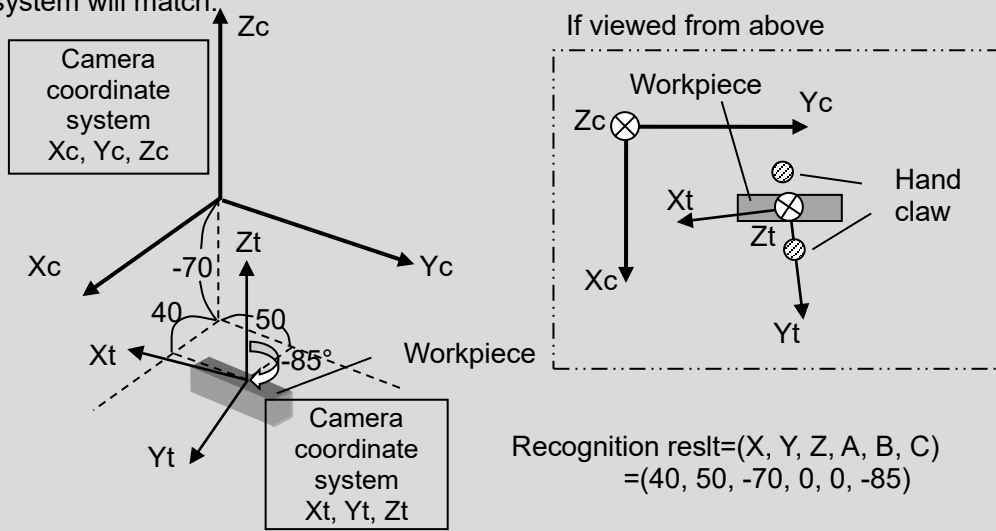 system will match.
Zc
Camera
coordinate
system
Xc, Yc, Zc
Xc
Yc
-70
Zt
40
50
Xt
-85°
Workpiece
Yt
Camera
coordinate
system
Xt, Yt, Zt
If viewed from above
Workpiece
Zc
Yc
Xt
Hand
claw
Zt
Xc
Yt
Recognition reslt=(X, Y, Z, A, B, C)
=(40, 50, -70, 0, 0, -85)